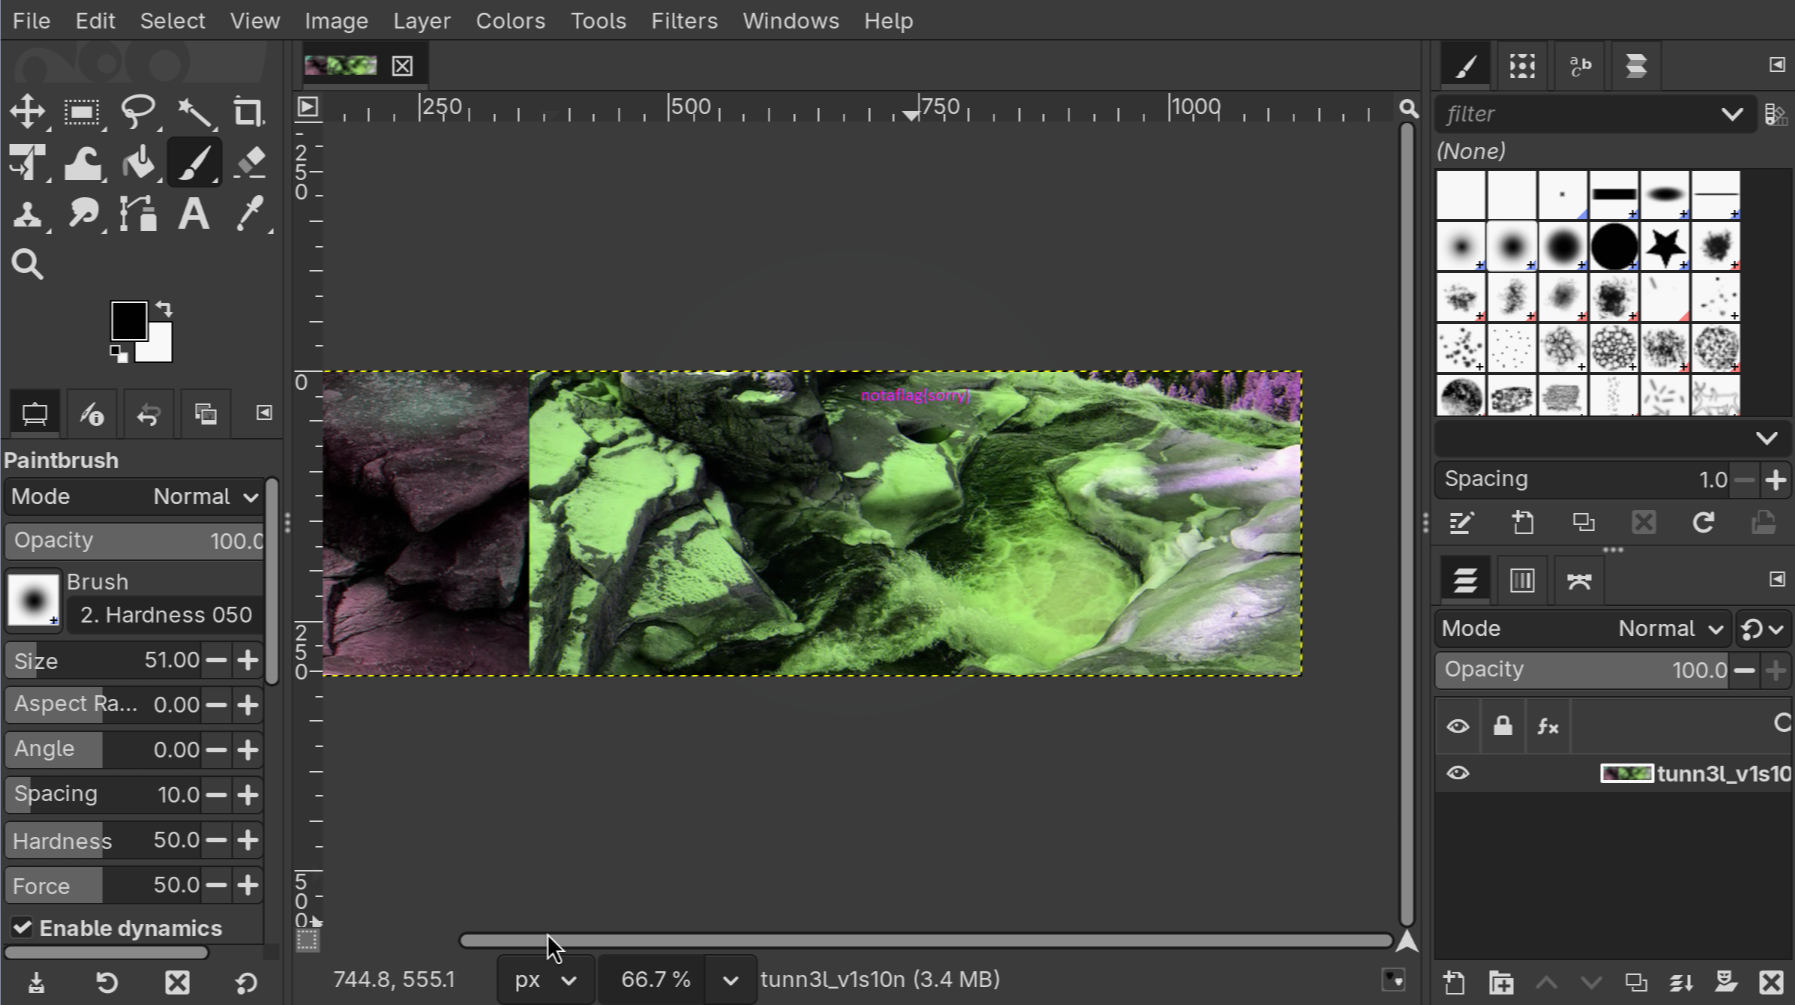 File Edit Select View Image Layer Colors Tools Filters Windows Help
250 500 750 1000
filter
(None)
250
0
250
500
notaflag{sorry}
Paintbrush
Mode Normal
Opacity 100.0
Brush
2. Hardness 050
Size 51.00
Aspect Ra... 0.00
Angle 0.00
Spacing 10.0
Hardness 50.0
Force 50.0
Enable dynamics
Spacing 1.0
Mode Normal
Opacity 100.0
fx
tunn3l_v1s10
744.8, 555.1 px 66.7 % tunn3l_v1s10n (3.4 MB)